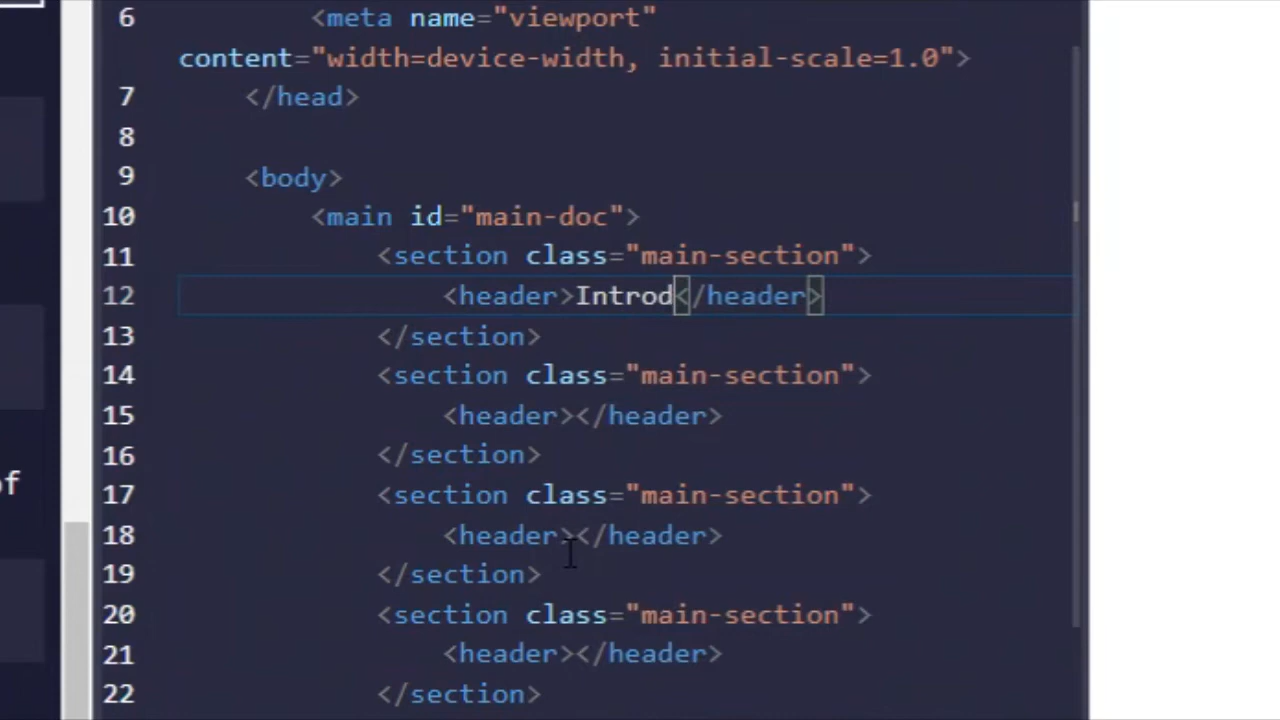 6 <meta name="viewport"
content="width=device-width, initial-scale=1.0">
7 </head>
8
9 <body>
10 <main id="main-doc">
11 <section class="main-section">
12 <header>Introd</header>
13 </section>
14 <section class="main-section">
15 <header></header>
16 </section>
17 <section class="main-section">
of
18 <header></header>
19 </section>
20 <section class="main-section">
21 <header></header>
22 </section>